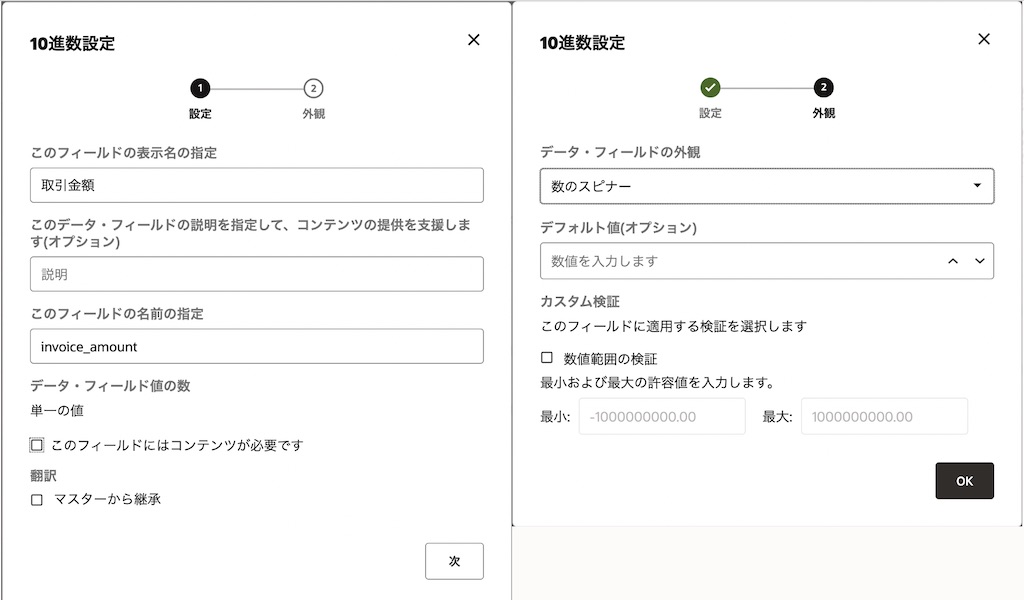 10進数設定
1
2
設定
外観
このフィールドの表示名の指定
取引金額
このデータ・フィールドの説明を指定して、コンテンツの提供を支援しま
す(オプション)
説明
このフィールドの名前の指定
invoice_amount
データ・フィールド値の数
単一の値
このフィールドにはコンテンツが必要です
翻訳
マスターから継承
次
10進数設定
2
設定
外観
データ・フィールドの外観
数のスピナー
デフォルト値(オプション)
数値を入力します
カスタム検証
このフィールドに適用する検証を選択します
数値範囲の検証
最小および最大の許容値を入力します。
最小: -1000000000.00 最大: 1000000000.00
OK